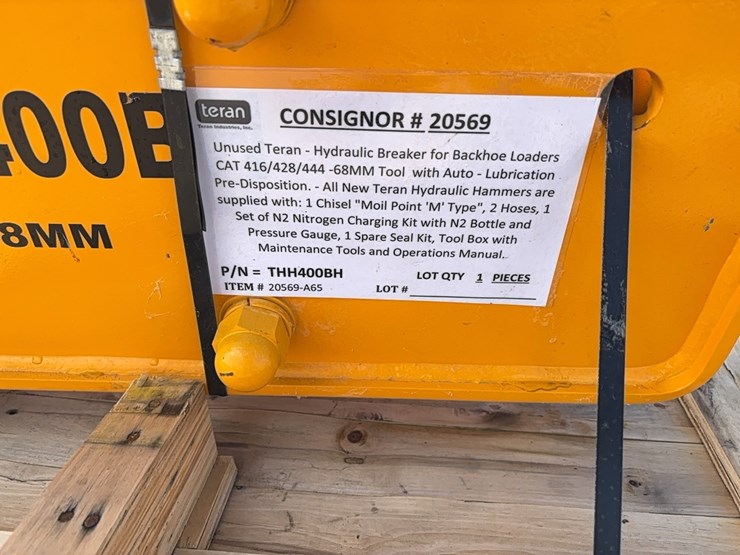 400B
8MM
teran
Teran Industries, Inc.
CONSIGNOR # 20569
Unused Teran - Hydraulic Breaker for Backhoe Loaders
CAT 416/428/444 -68MM Tool with Auto - Lubrication
Pre-Disposition. - All New Teran Hydraulic Hammers are
supplied with: 1 Chisel "Moil Point 'M' Type", 2 Hoses, 1
Set of N2 Nitrogen Charging Kit with N2 Bottle and
Pressure Gauge, 1 Spare Seal Kit, Tool Box with
Maintenance Tools and Operations Manual.
P/N = THH400BH LOT QTY 1 PIECES
ITEM # 20569-A65 LOT #